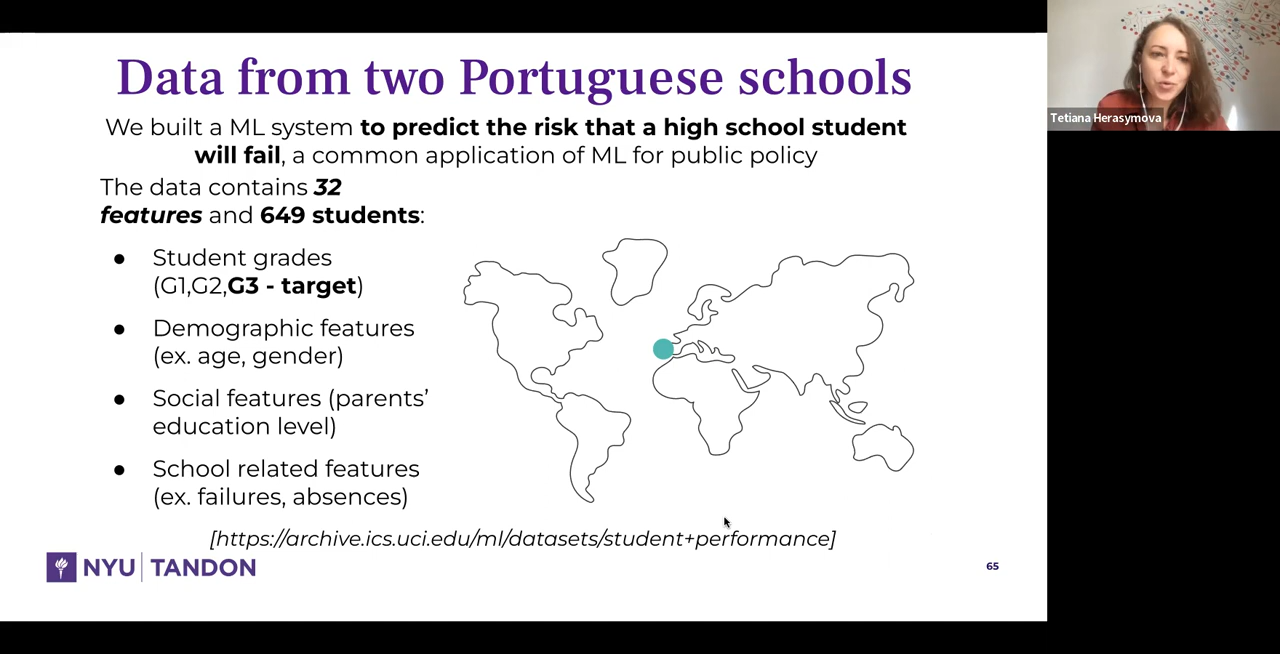 Data from two Portuguese schools
We built a ML system to predict the risk that a high school student
will fail, a common application of ML for public policy
The data contains 32
features and 649 students:
● Student grades
(G1,G2,G3 - target)
● Demographic features
(ex. age, gender)
● Social features (parents’
education level)
● School related features
(ex. failures, absences)
[https://archive.ics.uci.edu/ml/datasets/student+performance]
NYU TANDON
65
Tetiana Herasymova